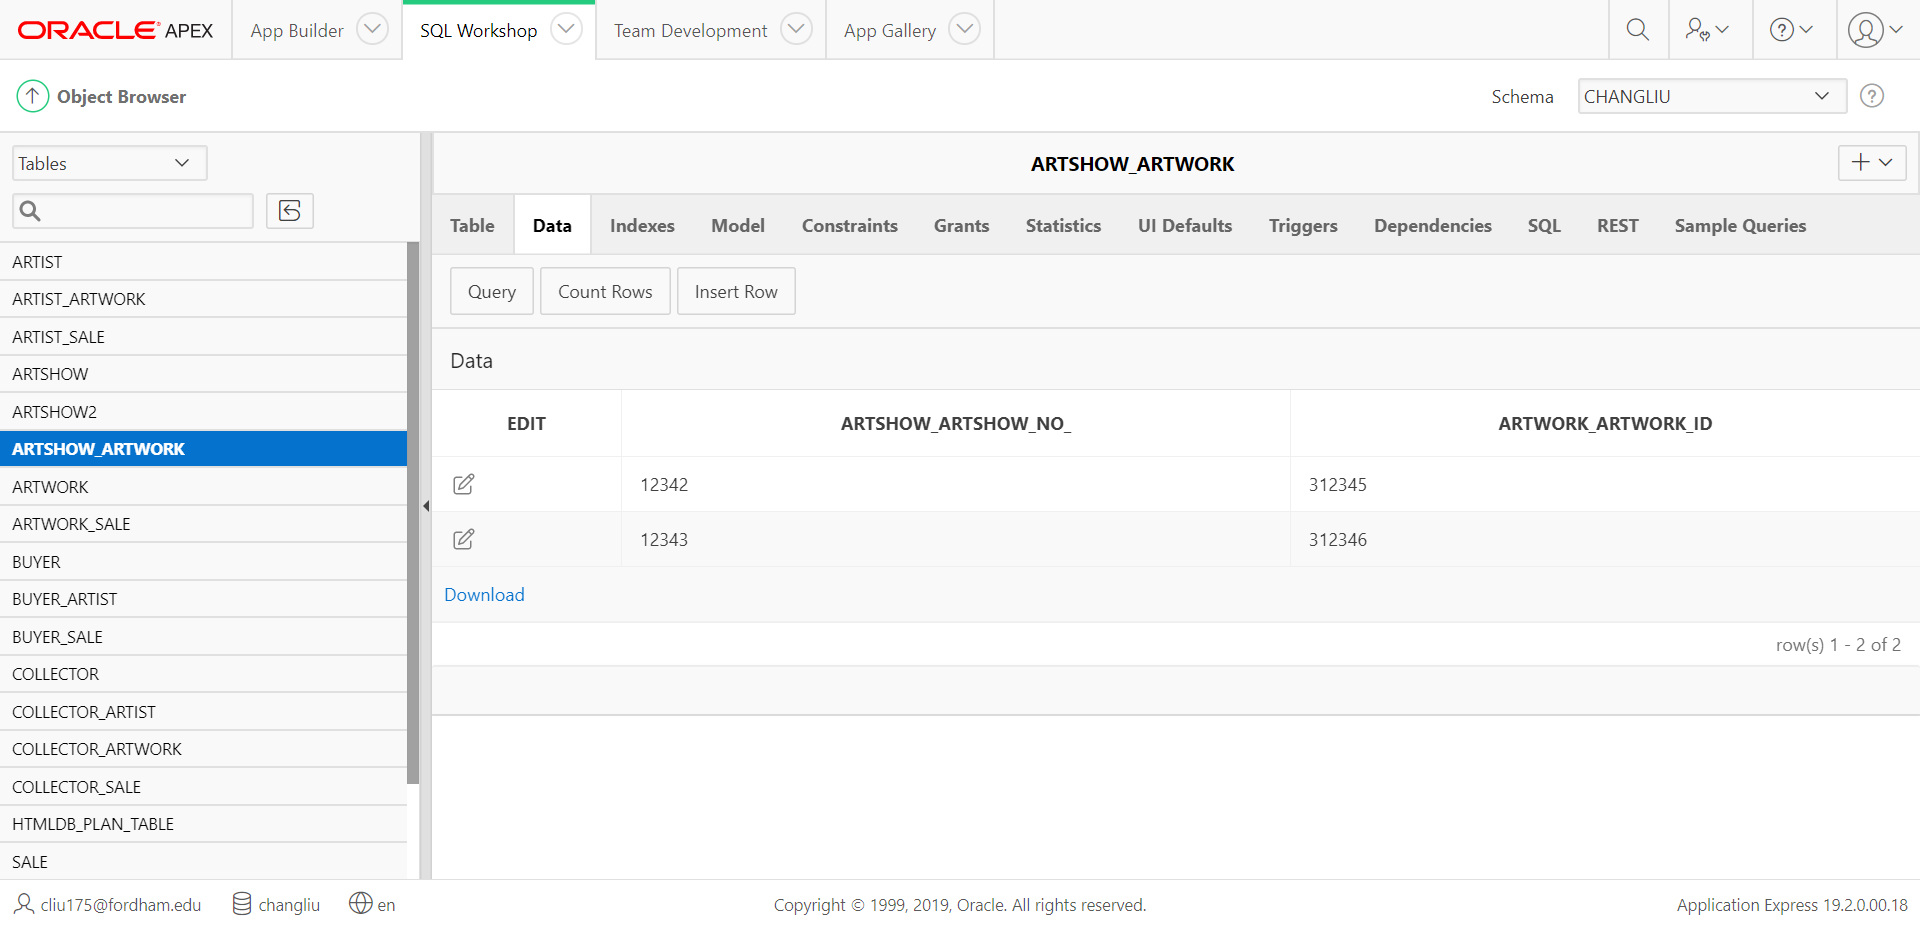 ORACLE® APEX App Builder SQL Workshop Team Development App Gallery
Object Browser Schema CHANGLIU
Tables
ARTIST
ARTIST_ARTWORK
ARTIST_SALE
ARTSHOW
ARTSHOW2
ARTSHOW_ARTWORK
ARTWORK
ARTWORK_SALE
BUYER
BUYER_ARTIST
BUYER_SALE
COLLECTOR
COLLECTOR_ARTIST
COLLECTOR_ARTWORK
COLLECTOR_SALE
HTMLDB_PLAN_TABLE
SALE
ARTSHOW_ARTWORK
Table Data Indexes Model Constraints Grants Statistics UI Defaults Triggers Dependencies SQL REST Sample Queries
Query Count Rows Insert Row
Data
EDIT ARTSHOW_ARTSHOW_NO_ ARTWORK_ARTWORK_ID
12342 312345
12343 312346
Download
row(s) 1 - 2 of 2
cliu175@fordham.edu changliu en Copyright © 1999, 2019, Oracle. All rights reserved. Application Express 19.2.0.00.18